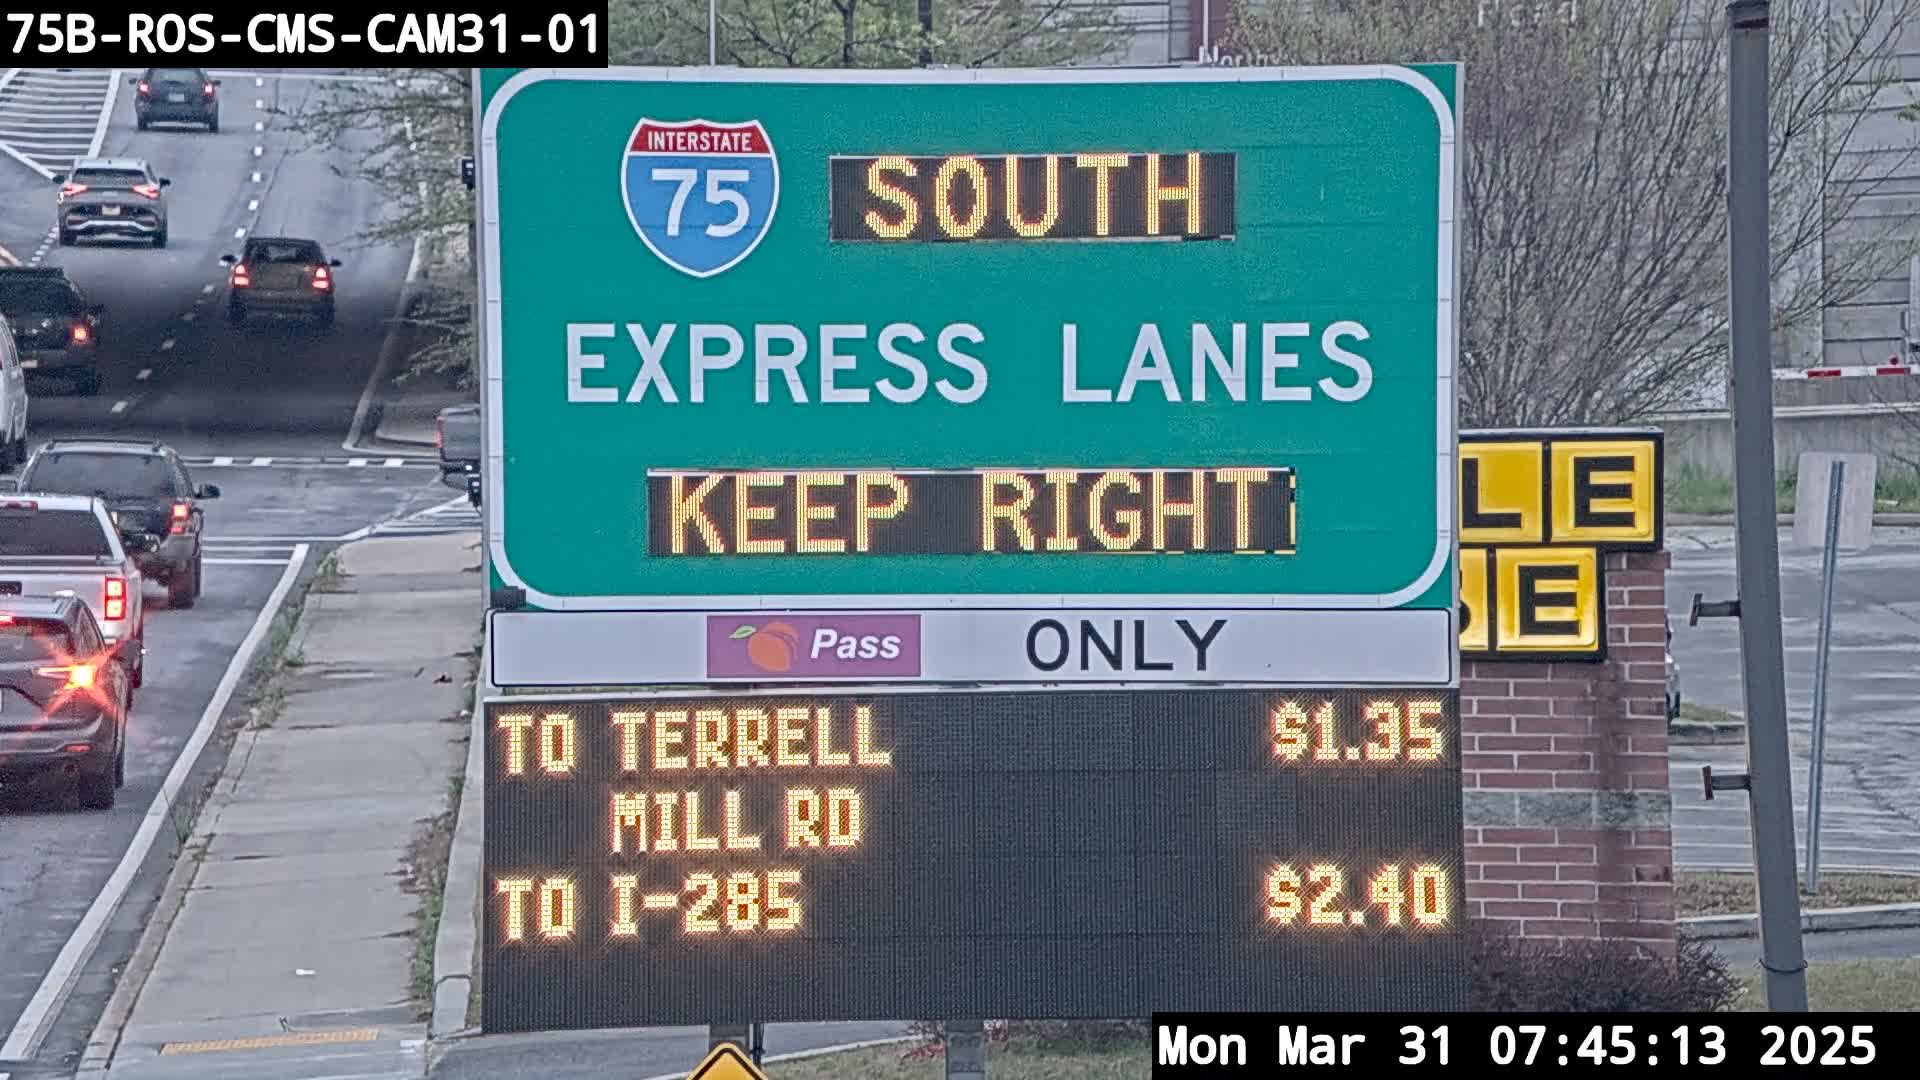 75B-ROS-CMS-CAM31-01
INTERSTATE
75
SOUTH
EXPRESS LANES
KEEP RIGHT
Pass ONLY
TO TERRELL $1.35
MILL RD
TO I-285 $2.40
LE
E
Mon Mar 31 07:45:13 2025